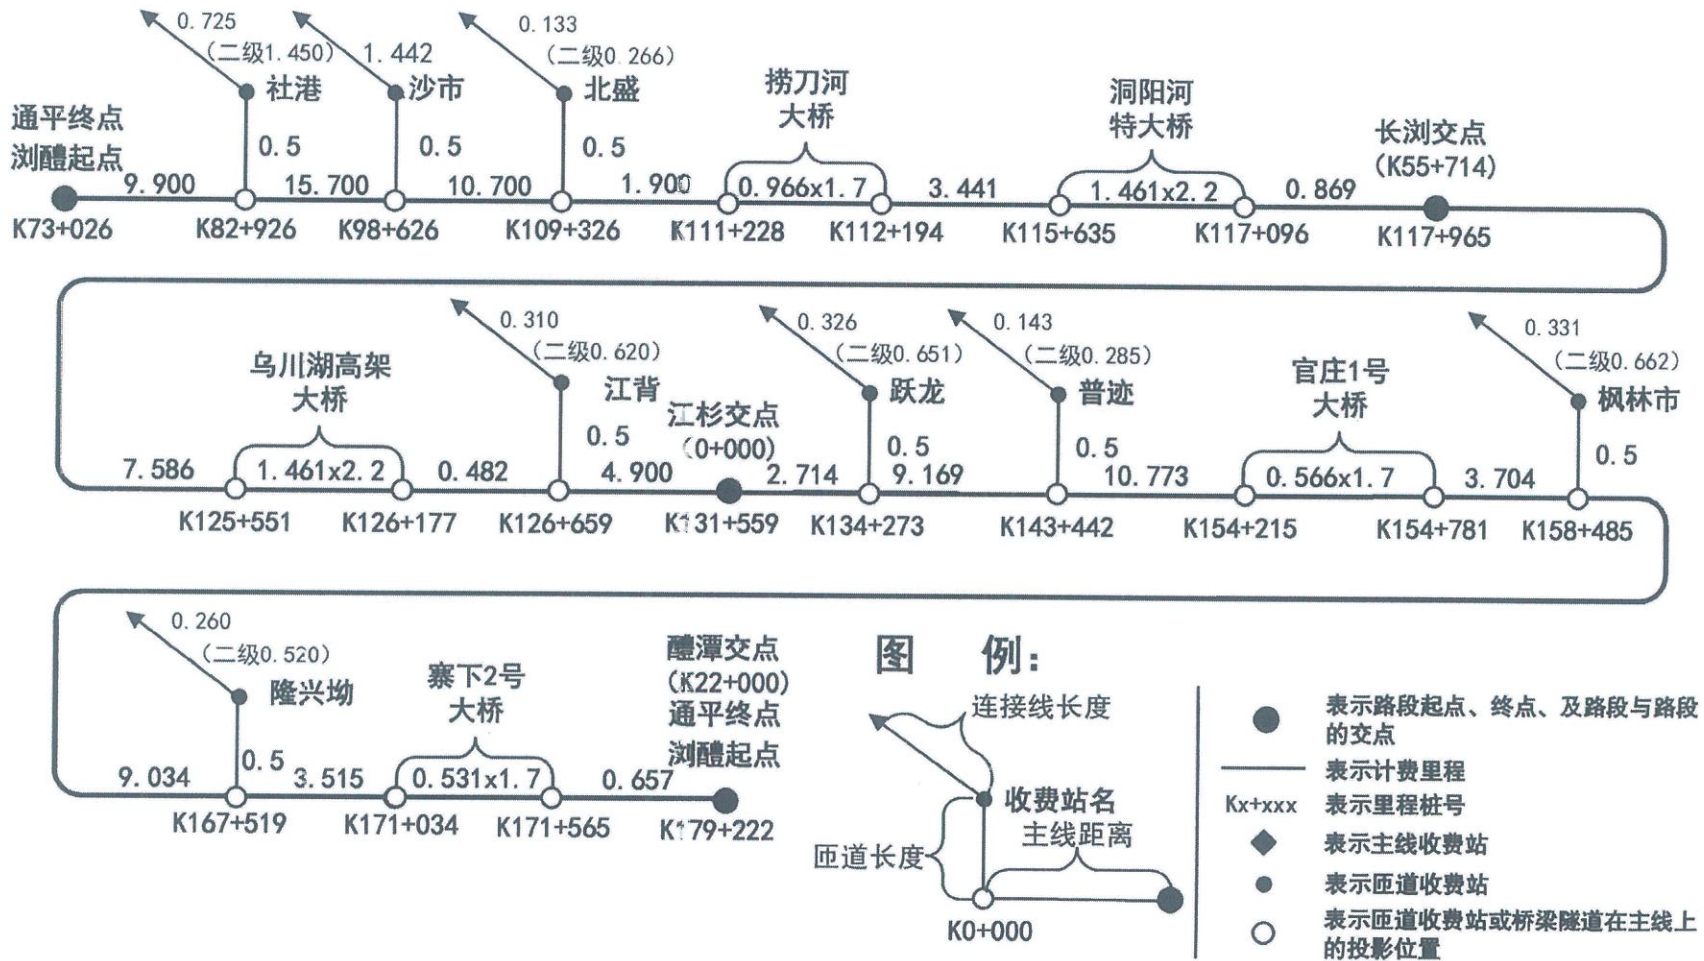 0.725
(二级1.450)
社港
0.5
1.442
沙市
0.5
0.133
(二级0.266)
北盛
0.5
捞刀河
大桥
洞阳河
特大桥
长浏交点
(K55+714)
通平终点
浏醴起点
9.900
15.700
10.700
1.900
0.966x1.7
3.441
1.461x2.2
0.869
K73+026
K82+926
K98+626
K109+326
K111+228
K112+194
K115+635
K117+096
K117+965
乌川湖高架
大桥
0.310
(二级0.620)
江背
0.5
江杉交点
(0+000)
0.326
(二级0.651)
跃龙
0.5
0.143
(二级0.285)
普迹
0.5
官庄1号
大桥
0.331
(二级0.662)
枫林市
0.5
7.586
1.461x2.2
0.482
4.900
2.714
9.169
10.773
0.566x1.7
3.704
K125+551
K126+177
K126+659
K131+559
K134+273
K143+442
K154+215
K154+781
K158+485
0.260
(二级0.520)
隆兴坳
0.5
寨下2号
大桥
醴潭交点
(K22+000)
通平终点
浏醴起点
9.034
3.515
0.531x1.7
0.657
K167+519
K171+034
K171+565
K179+222
图 例:
连接线长度
收费站名
主线距离
匝道长度
K0+000
表示路段起点、终点、及路段与路段
的交点
表示计费里程
Kx+xxx 表示里程桩号
表示主线收费站
表示匝道收费站
表示匝道收费站或桥梁隧道在主线上
的投影位置